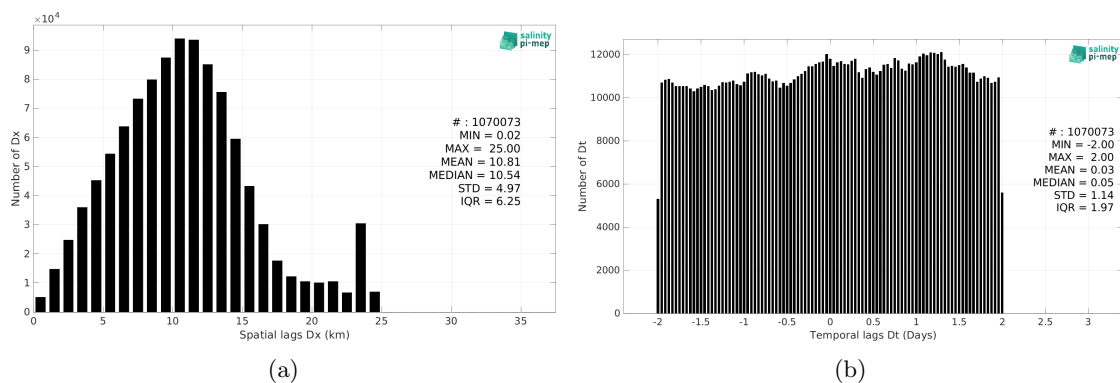 ×10⁴
9
8
7
6
5
4
3
2
1
0
Number of Dx
0
5
10
15
20
25
30
35
Spatial lags Dx (km)
salinity
pi-mep
# : 1070073
MIN = 0.02
MAX = 25.00
MEAN = 10.81
MEDIAN = 10.54
STD = 4.97
IQR = 6.25
(a)
12000
10000
8000
6000
4000
2000
0
Number of Dt
-2
-1.5
-1
-0.5
0
0.5
1
1.5
2
2.5
3
Temporal lags Dt (Days)
salinity
pi-mep
# : 1070073
MIN = -2.00
MAX = 2.00
MEAN = 0.03
MEDIAN = 0.05
STD = 1.14
IQR = 1.97
(b)